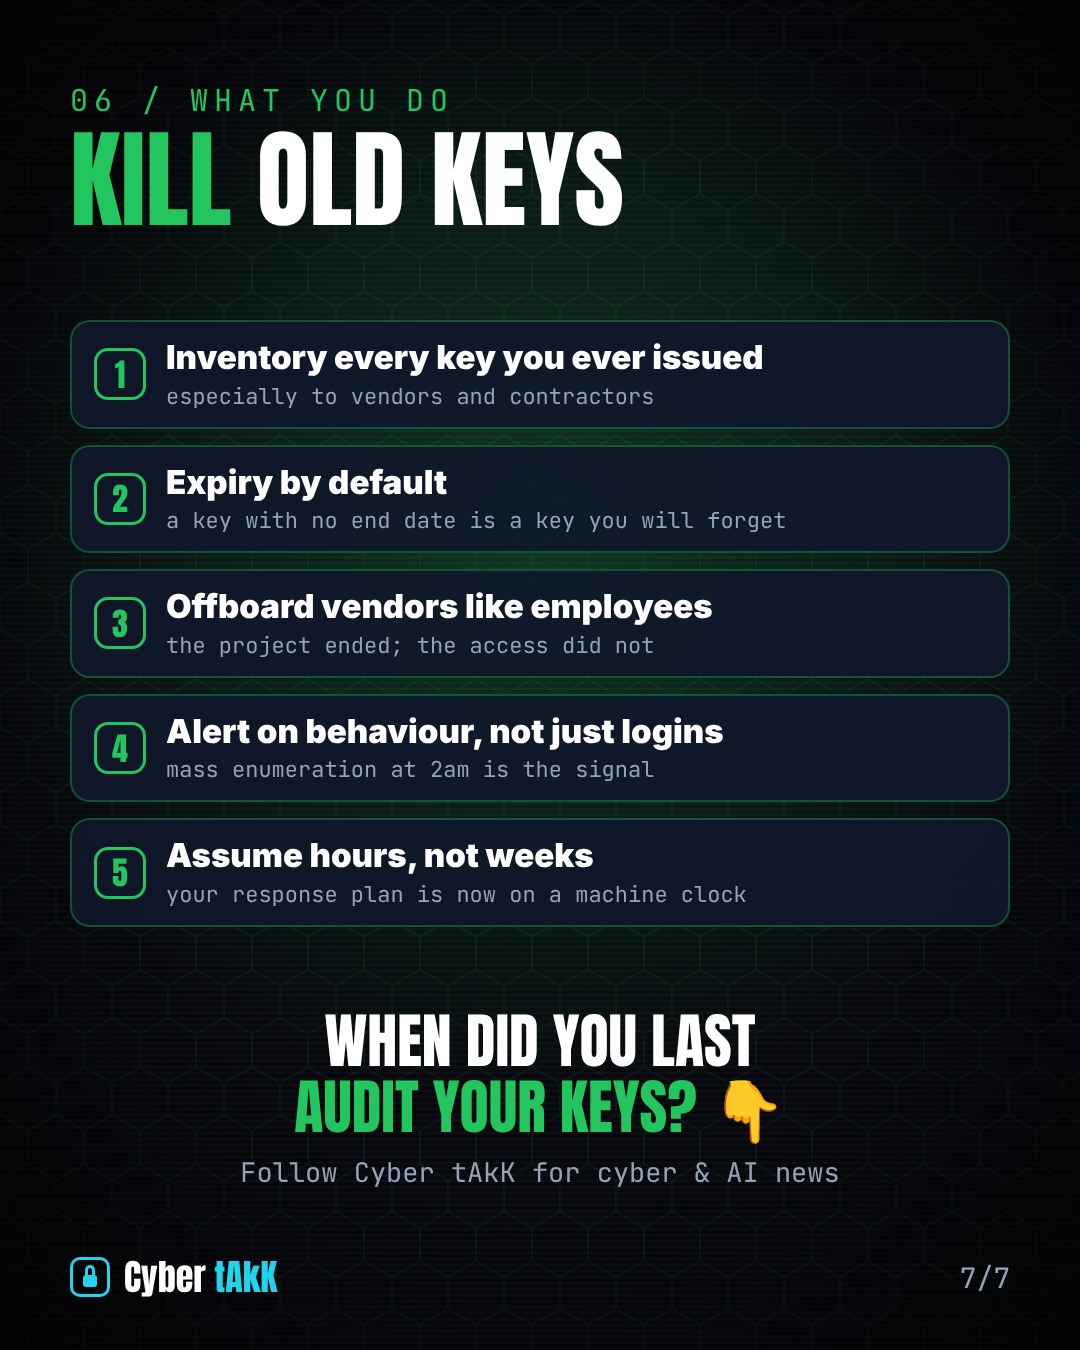 06 / WHAT YOU DO
KILL OLD KEYS
1
Inventory every key you ever issued
especially to vendors and contractors
2
Expiry by default
a key with no end date is a key you will forget
3
Offboard vendors like employees
the project ended; the access did not
4
Alert on behaviour, not just logins
mass enumeration at 2am is the signal
5
Assume hours, not weeks
your response plan is now on a machine clock
WHEN DID YOU LAST
AUDIT YOUR KEYS? 👇
Follow Cyber tAkK for cyber & AI news
Cyber tAkK
7/7